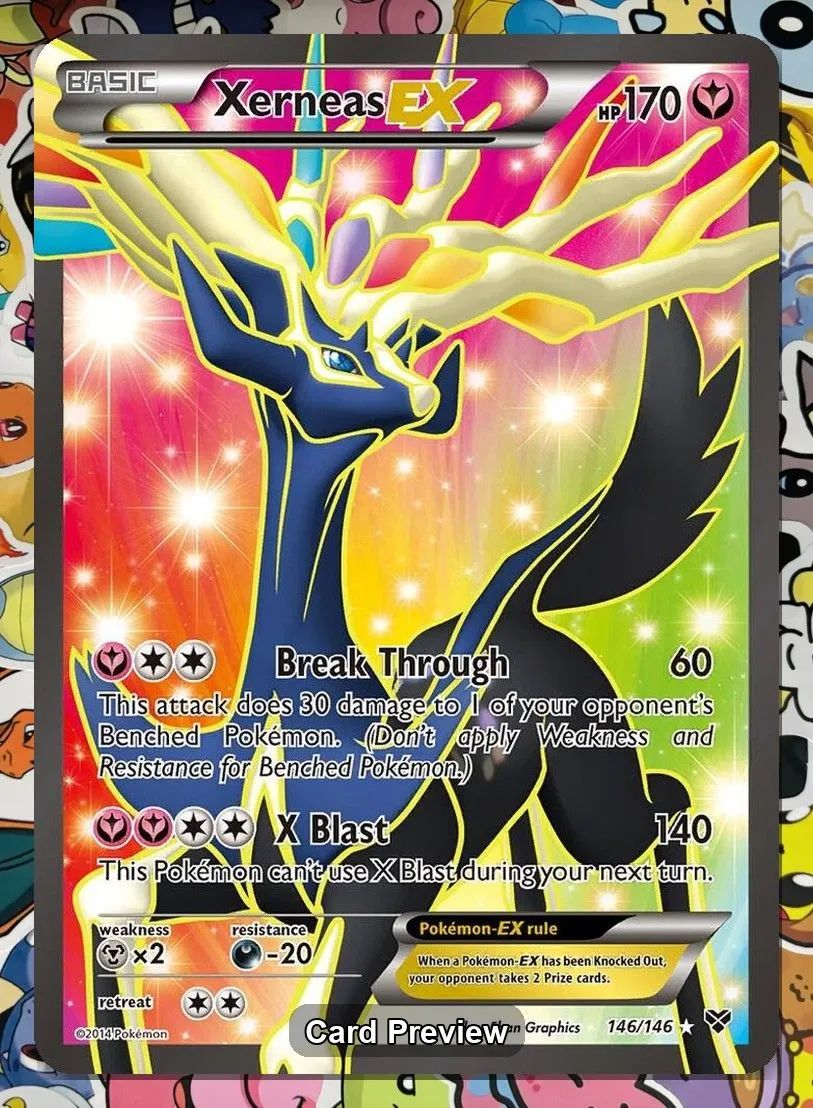 BASIC
Xerneas EX
HP 170
Break Through 60
This attack does 30 damage to 1 of your opponent's
Benched Pokémon. (Don't apply Weakness and
Resistance for Benched Pokémon.)
X Blast 140
This Pokémon can't use X Blast during your next turn.
weakness
×2
resistance
-20
Pokémon-EX rule
When a Pokémon-EX has been Knocked Out,
your opponent takes 2 Prize cards.
retreat
©2014 Pokémon
Graphics
146/146
Card Preview